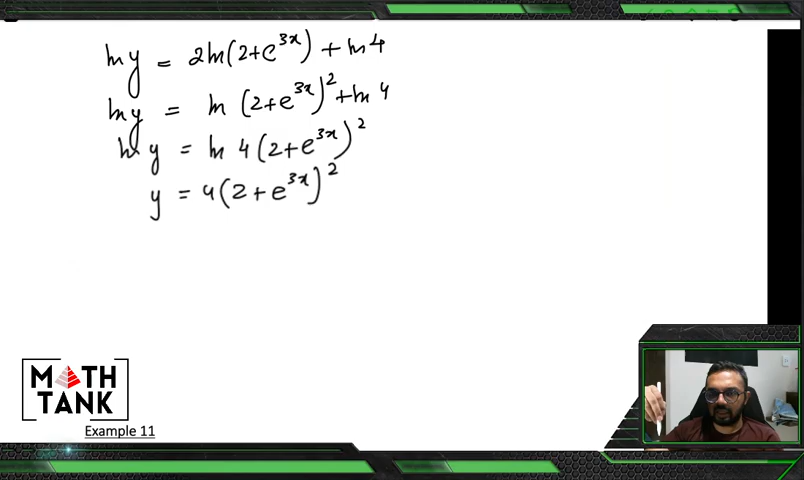 ln y = 2ln(2+e^3x) + ln 4
ln y = ln (2+e^3x)^2 + ln 4
ln y = ln 4(2+e^3x)^2
y = 4(2+e^3x)^2
MATH
TANK
Example 11